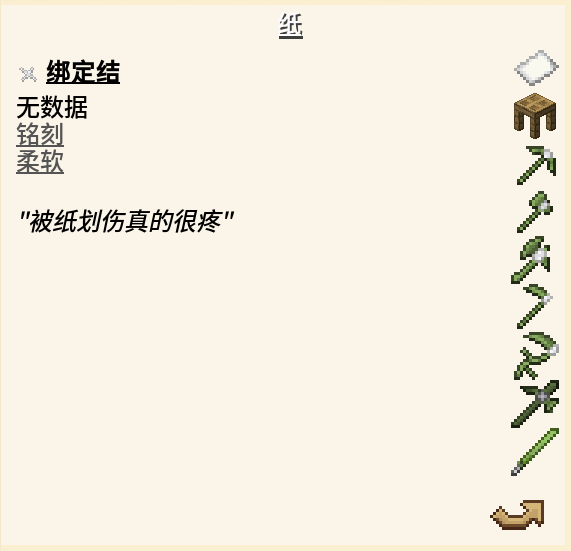 纸
绑定结
无数据
铭刻
柔软
"被纸划伤真的很疼"